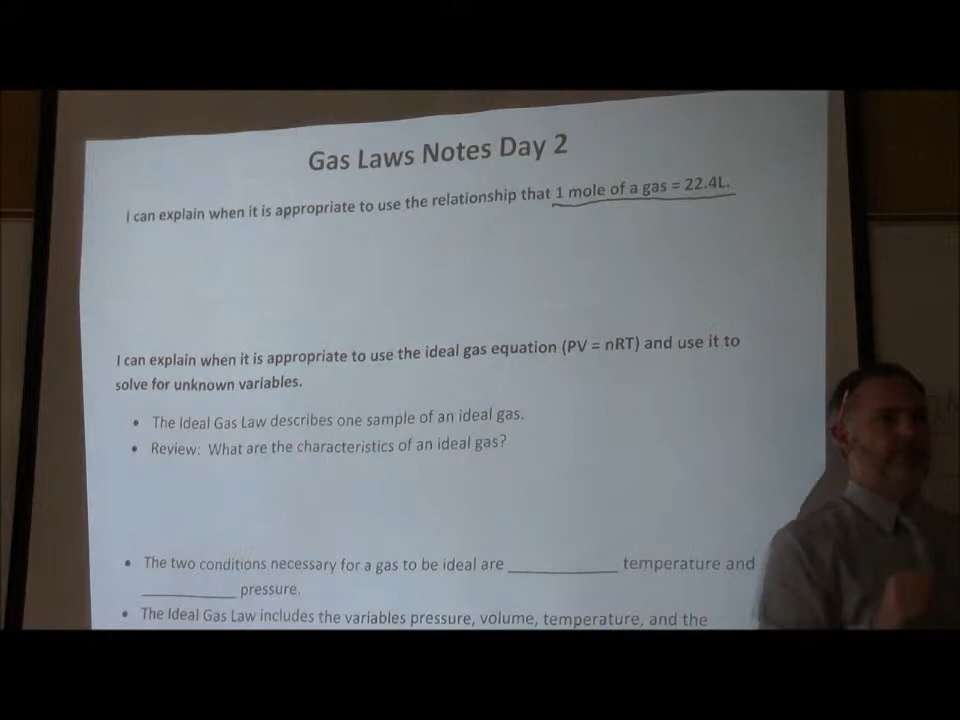 Gas Laws Notes Day 2
I can explain when it is appropriate to use the relationship that 1 mole of a gas = 22.4L.
I can explain when it is appropriate to use the ideal gas equation (PV = nRT) and use it to
solve for unknown variables.
• The Ideal Gas Law describes one sample of an ideal gas.
• Review: What are the characteristics of an ideal gas?
• The two conditions necessary for a gas to be ideal are ____________ temperature and
__________ pressure.
• The Ideal Gas Law includes the variables pressure, volume, temperature, and the